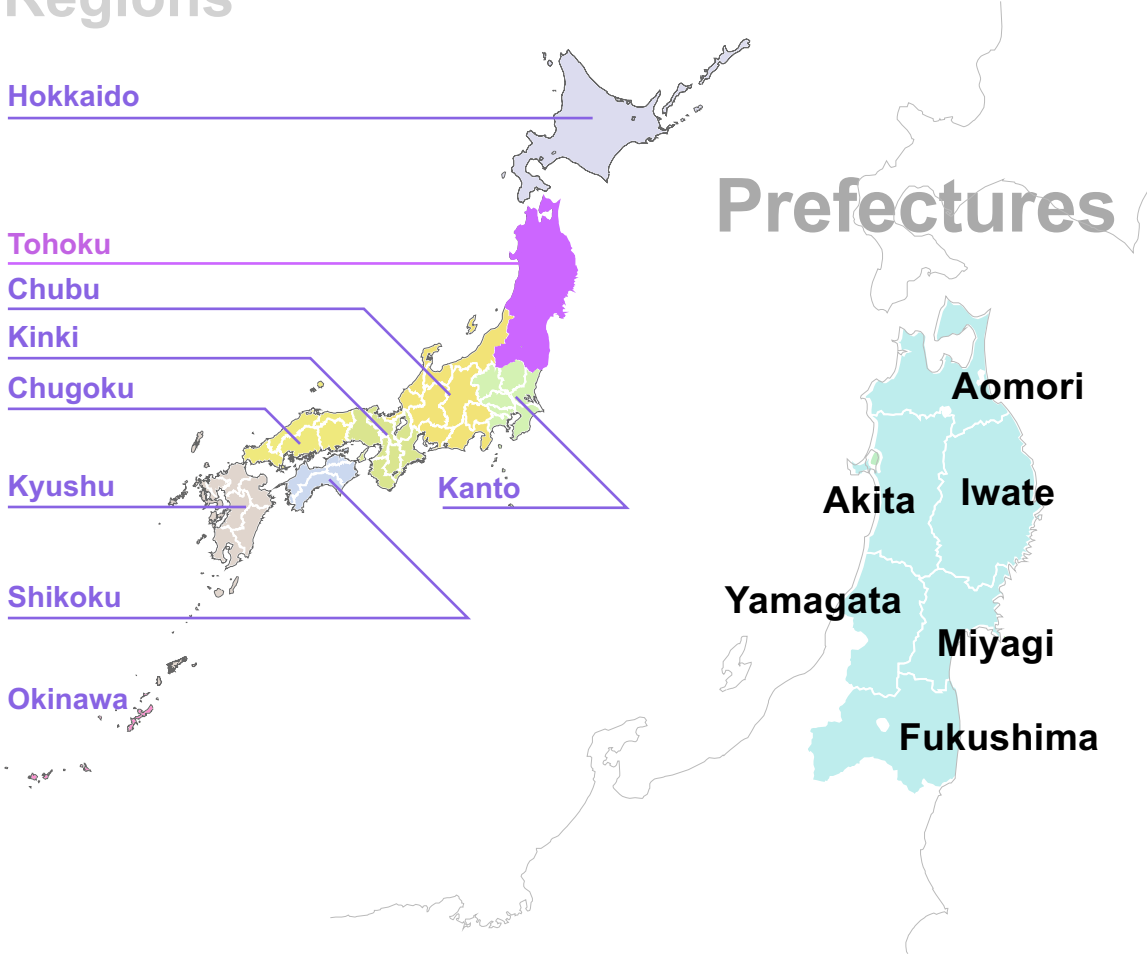 Regions
Hokkaido
Prefectures
Tohoku
Chubu
Kinki
Chugoku
Aomori
Kyushu
Kanto
Akita
Iwate
Shikoku
Yamagata
Miyagi
Okinawa
Fukushima